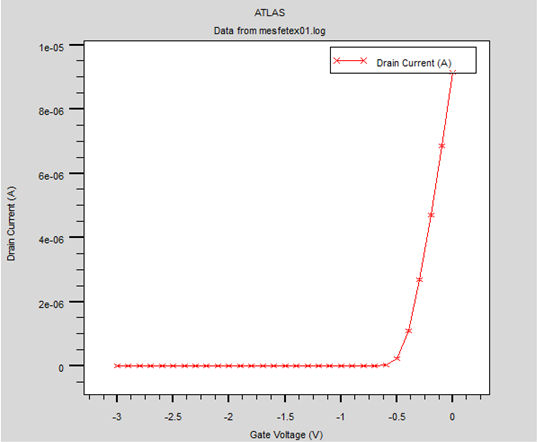 ATLAS
Data from mesfetex01.log
Drain Current (A)
1e-05
8e-06
6e-06
4e-06
2e-06
0
Drain Current (A)
-3 -2.5 -2 -1.5 -1 -0.5 0
Gate Voltage (V)